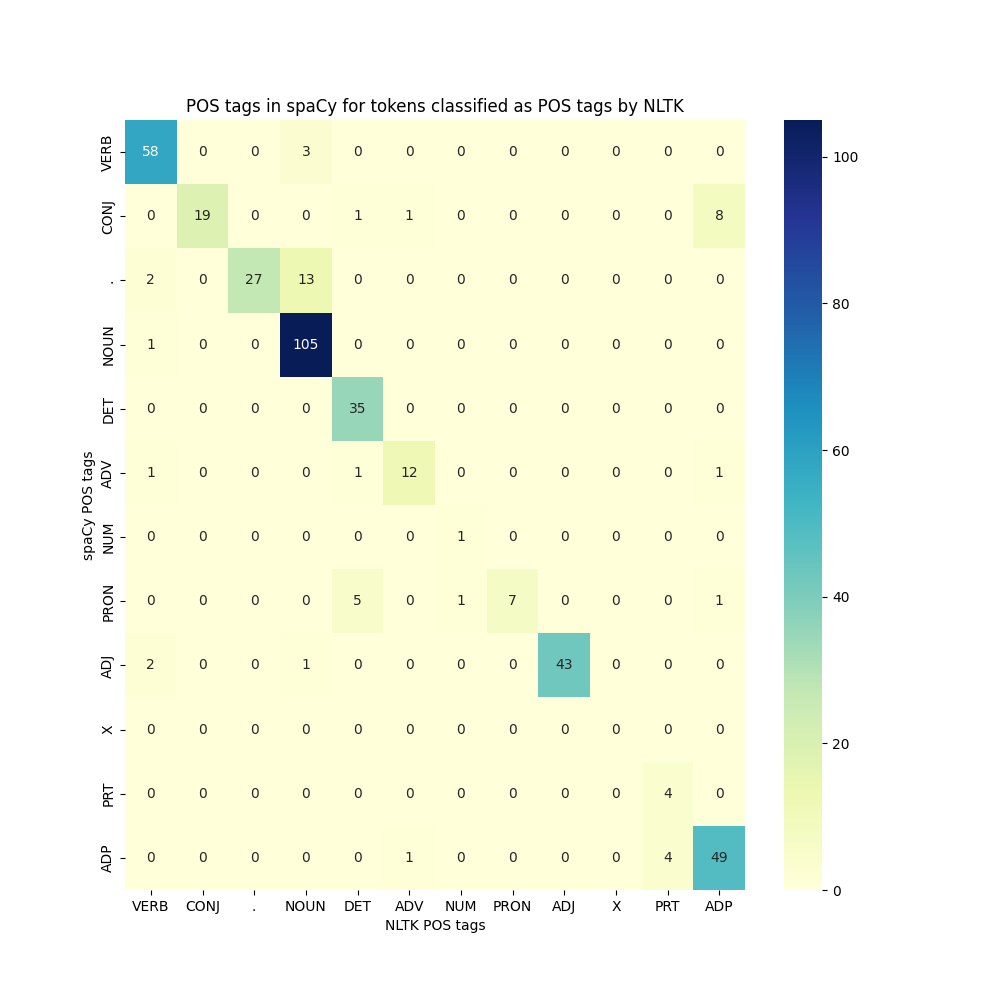 POS tags in spaCy for tokens classified as POS tags by NLTK
VERB 58 0 0 3 0 0 0 0 0 0 0 0
CONJ 0 19 0 0 1 1 0 0 0 0 0 8
. 2 0 27 13 0 0 0 0 0 0 0 0
NOUN 1 0 0 105 0 0 0 0 0 0 0 0
DET 0 0 0 0 35 0 0 0 0 0 0 0
ADV 1 0 0 0 1 12 0 0 0 0 0 1
NUM 0 0 0 0 0 0 1 0 0 0 0 0
PRON 0 0 0 0 5 0 1 7 0 0 0 1
ADJ 2 0 0 1 0 0 0 0 43 0 0 0
X 0 0 0 0 0 0 0 0 0 0 0 0
PRT 0 0 0 0 0 0 0 0 0 0 4 0
ADP 0 0 0 0 0 1 0 0 0 0 4 49
VERB CONJ . NOUN DET ADV NUM PRON ADJ X PRT ADP
NLTK POS tags
spaCy POS tags
100
80
60
40
20
0